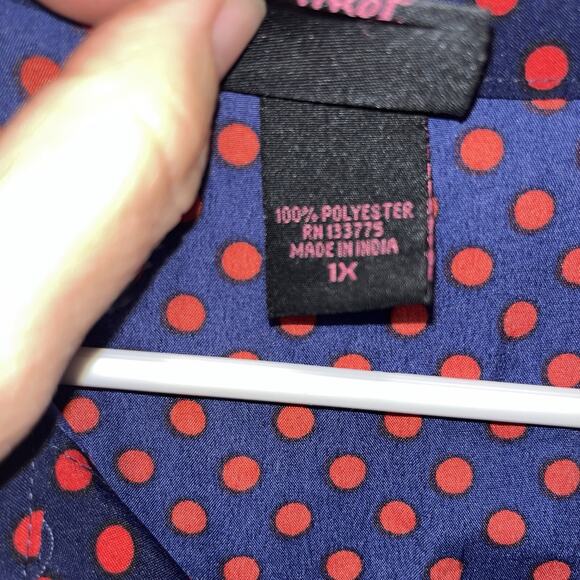 100% POLYESTER
RN 133775
MADE IN INDIA
1X